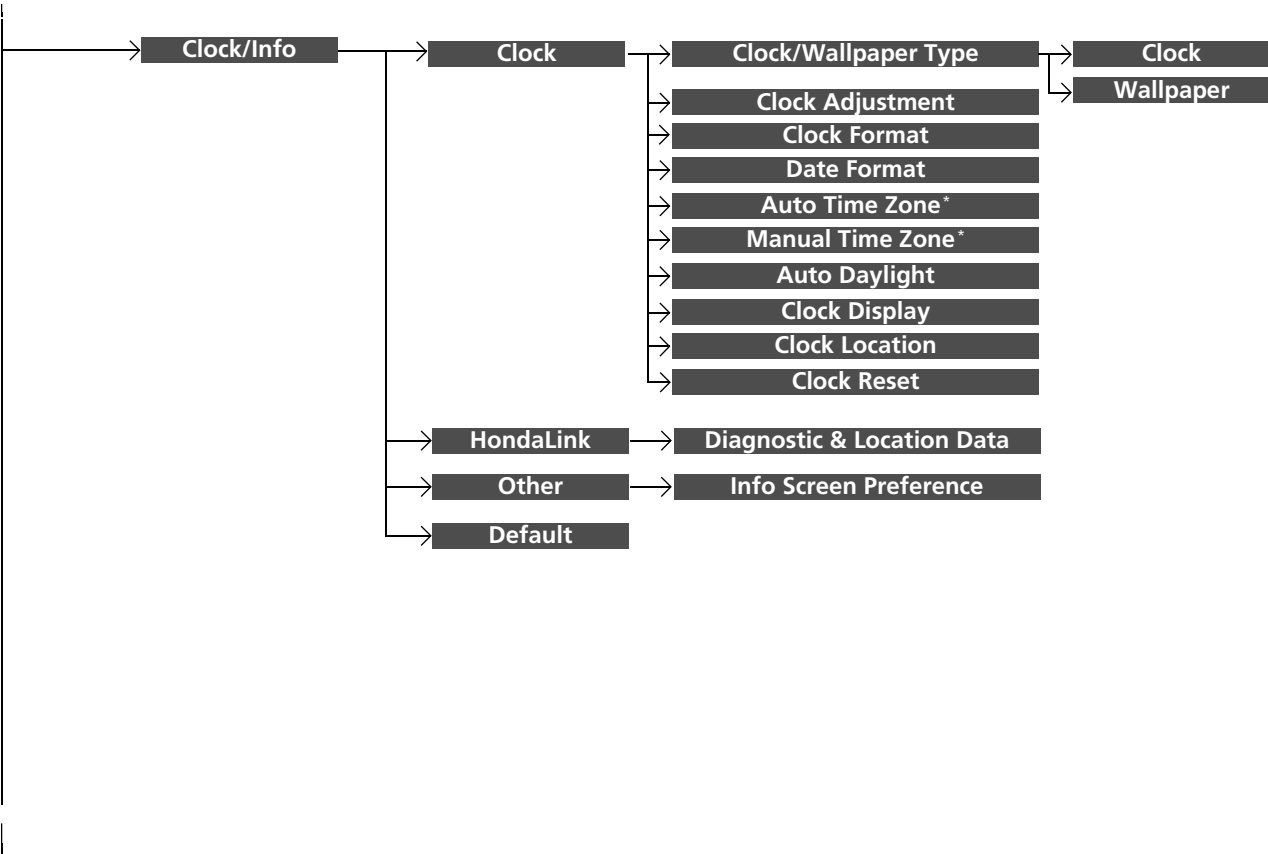 Clock/Info
Clock
Clock/Wallpaper Type
Clock
Wallpaper
Clock Adjustment
Clock Format
Date Format
Auto Time Zone*
Manual Time Zone*
Auto Daylight
Clock Display
Clock Location
Clock Reset
HondaLink
Diagnostic & Location Data
Other
Info Screen Preference
Default